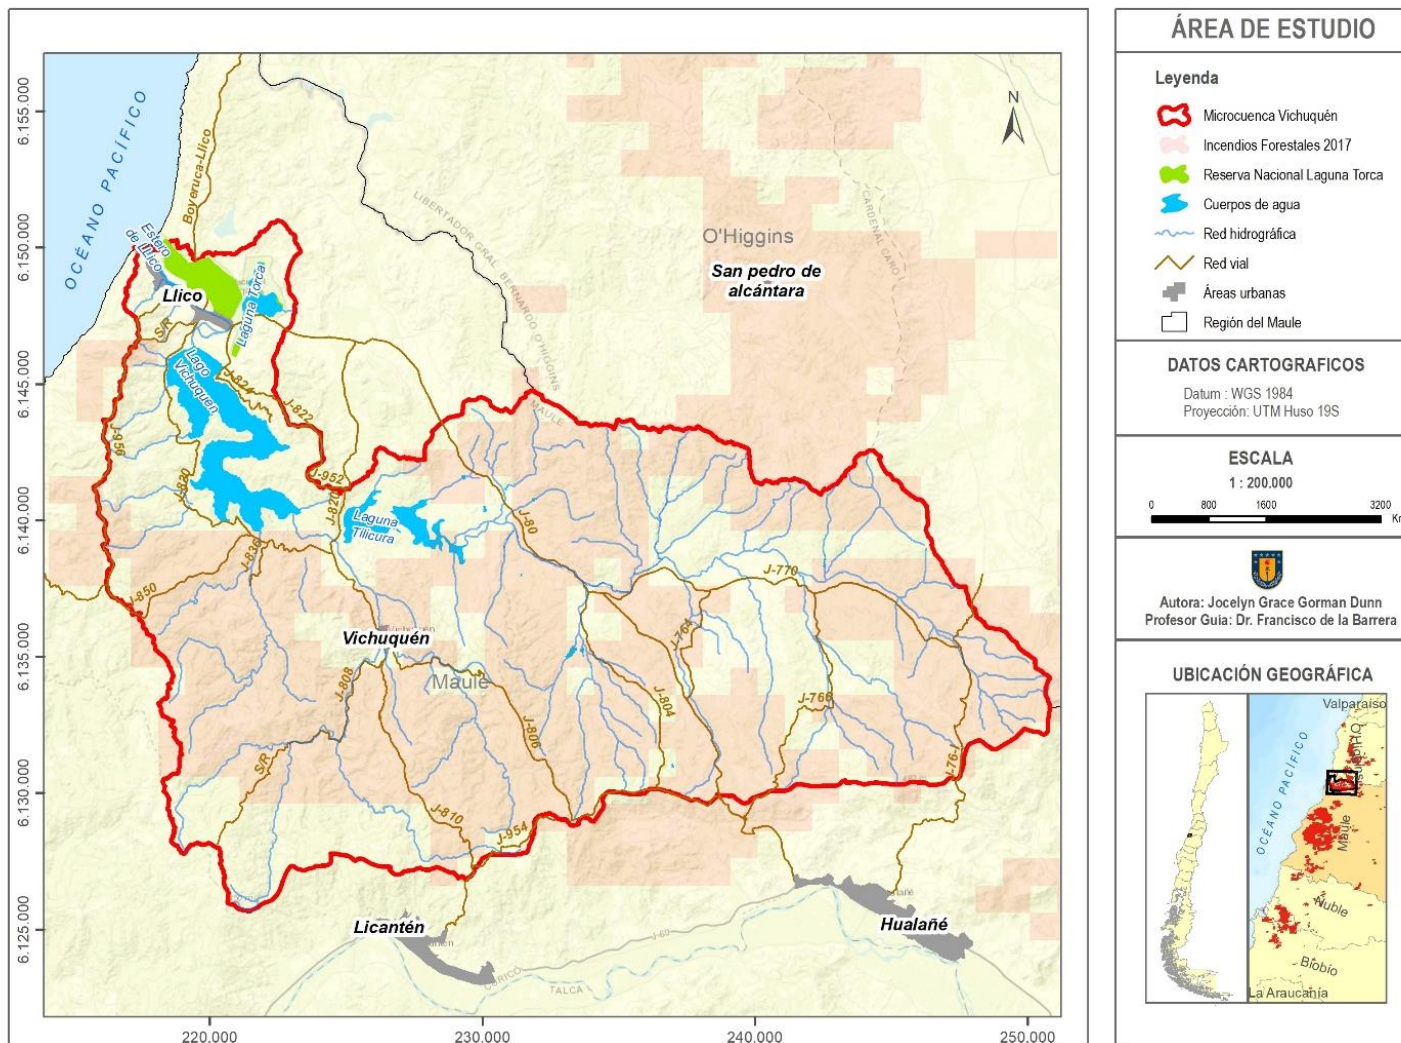 ÁREA DE ESTUDIO
Leyenda
Microcuenca Vichuquén
Incendios Forestales 2017
Reserva Nacional Laguna Torca
Cuerpos de agua
Red hidrográfica
Red vial
Áreas urbanas
Región del Maule
DATOS CARTOGRAFICOS
Datum : WGS 1984
Proyección: UTM Huso 19S
ESCALA
1 : 200.000
0 800 1600 3200
Km
Autora: Jocelyn Grace Gorman Dunn
Profesor Guia: Dr. Francisco de la Barrera
UBICACIÓN GEOGRÁFICA
Valparaíso
O'Higgins
OCÉANO PACÍFICO
Maule
Ñuble
Biobío
La Araucanía
6.155.000
6.150.000
6.145.000
6.140.000
6.135.000
6.130.000
6.125.000
220.000
230.000
240.000
250.000
N
OCÉANO PACÍFICO
Boyeruca-Llico
Estero
de LLico
Llico
Laguna Torca
S/R
Lago
Vichuquen
J-824
J-822
J-956
J-830
J-952
J-820
Laguna
Tilicura
J-80
J-836
J-850
J-770
J-764
Vichuquén
Maule
J-808
J-804
J-766
J-806
S/R
J-76-I
J-810
J-954
Licantén
Hualañé
J-60
CURICÓ
TALCA
LIBERTADOR GRAL. BERNARDO O'HIGGINS
MAULE
CARDENAL CARO
O'Higgins
San pedro de
alcántara